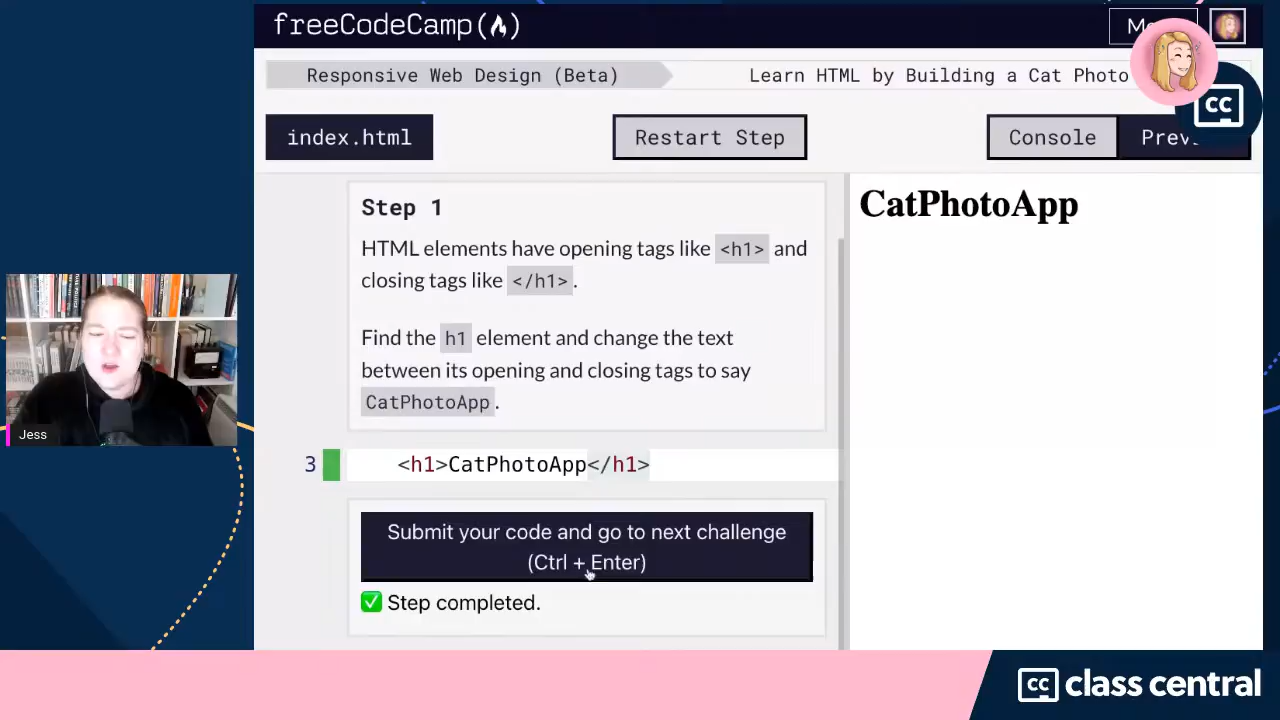 freeCodeCamp
Responsive Web Design (Beta)
Learn HTML by Building a Cat Photo
CC
index.html
Restart Step
Console
Step 1
HTML elements have opening tags like <h1> and
closing tags like </h1>.
Find the h1 element and change the text
between its opening and closing tags to say
CatPhotoApp.
3
<h1>CatPhotoApp</h1>
Submit your code and go to next challenge
(Ctrl + Enter)
Step completed.
CatPhotoApp
Jess
CC class central